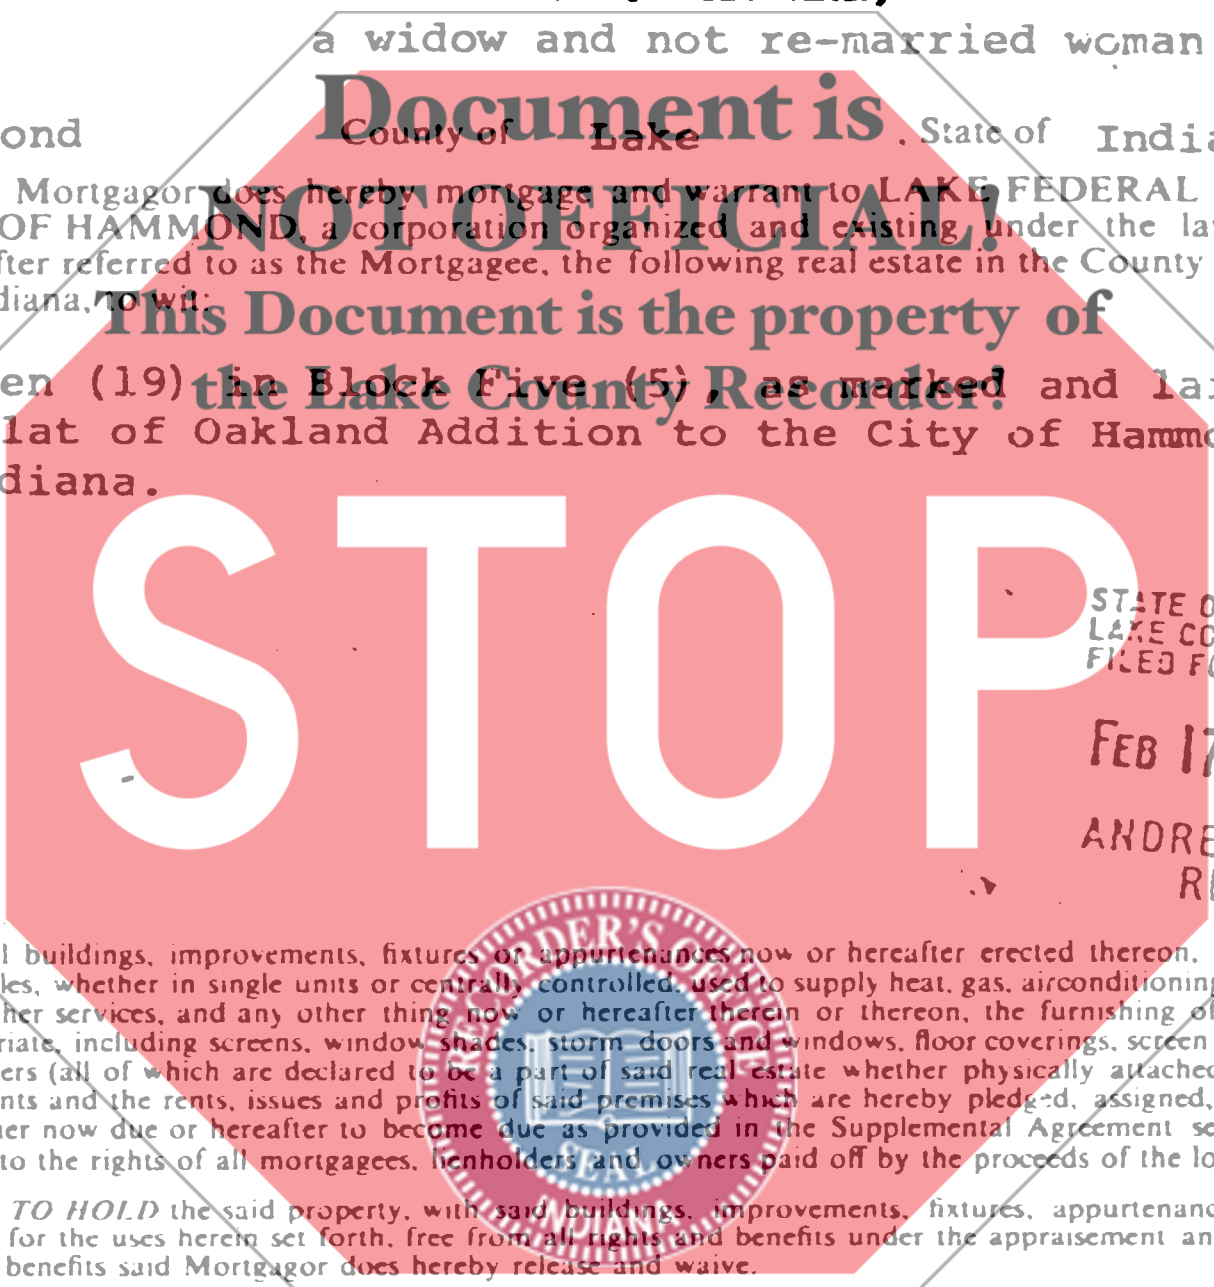 a widow and not re-married woman
Document is
ond County of Lake . State of Indi
NOT OFFICIAL!
Mortgagor does hereby mortgage and warrant to LAKE FEDERAL
OF HAMMOND, a corporation organized and existing under the la
fter referred to as the Mortgagee, the following real estate in the County
diana, to wit:
This Document is the property of
the Lake County Recorder!
en (19) in Block Five (5), as marked and lai
lat of Oakland Addition to the City of Hammo
diana.
STOP
STATE O
LAKE CO
FILED F
FEB 17
ANDRE
R
l buildings, improvements, fixtures or appurtenances now or hereafter erected thereon,
les, whether in single units or centrally controlled, used to supply heat, gas, airconditioning
her services, and any other thing now or hereafter therein or thereon, the furnishing of
riate, including screens, window shades, storm doors and windows, floor coverings, screen
ers (all of which are declared to be a part of said real estate whether physically attached
nts and the rents, issues and profits of said premises which are hereby pledged, assigned,
her now due or hereafter to become due as provided in the Supplemental Agreement se
to the rights of all mortgagees, lienholders and owners paid off by the proceeds of the lo
RECORDER'S OFFICE
SEAL
INDIANA
TO HOLD the said property, with said buildings, improvements, fixtures, appurtenanc
for the uses herein set forth, free from all rights and benefits under the appraisement an
benefits said Mortgagor does hereby release and waive.